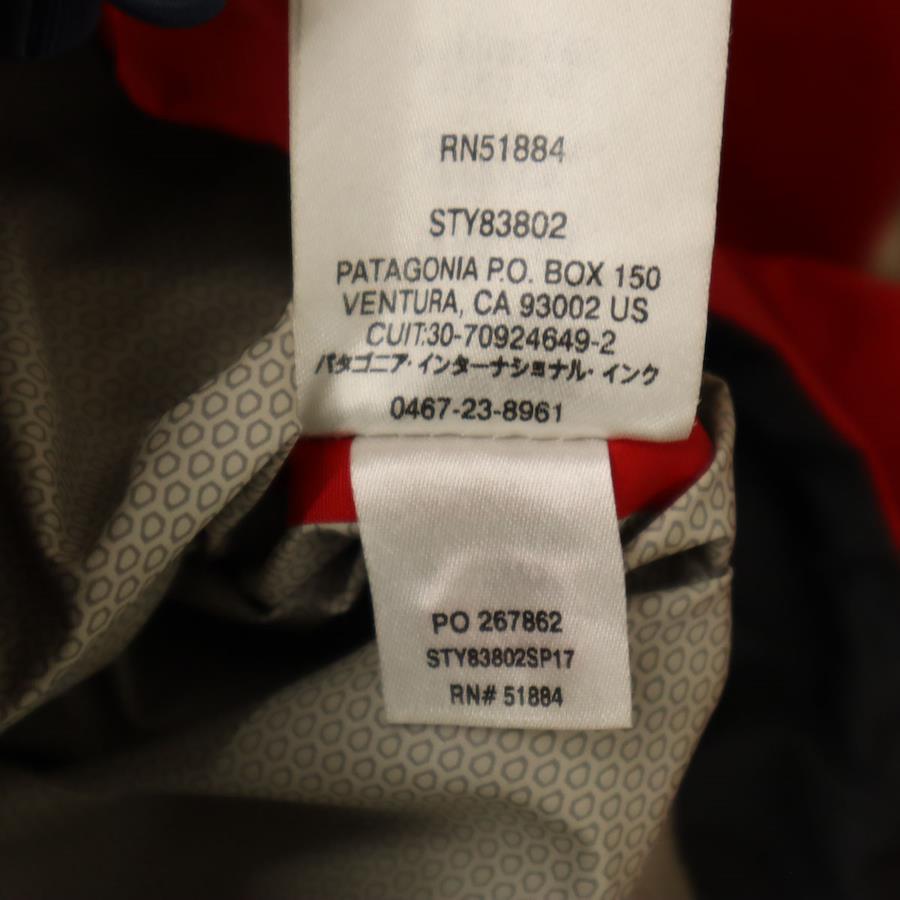 RN51884
STY83802
PATAGONIA P.O. BOX 150
VENTURA, CA 93002 US
CUIT:30-70924649-2
パタゴニア・インターナショナル・インク
0467-23-8961
PO 267862
STY83802SP17
RN# 51884